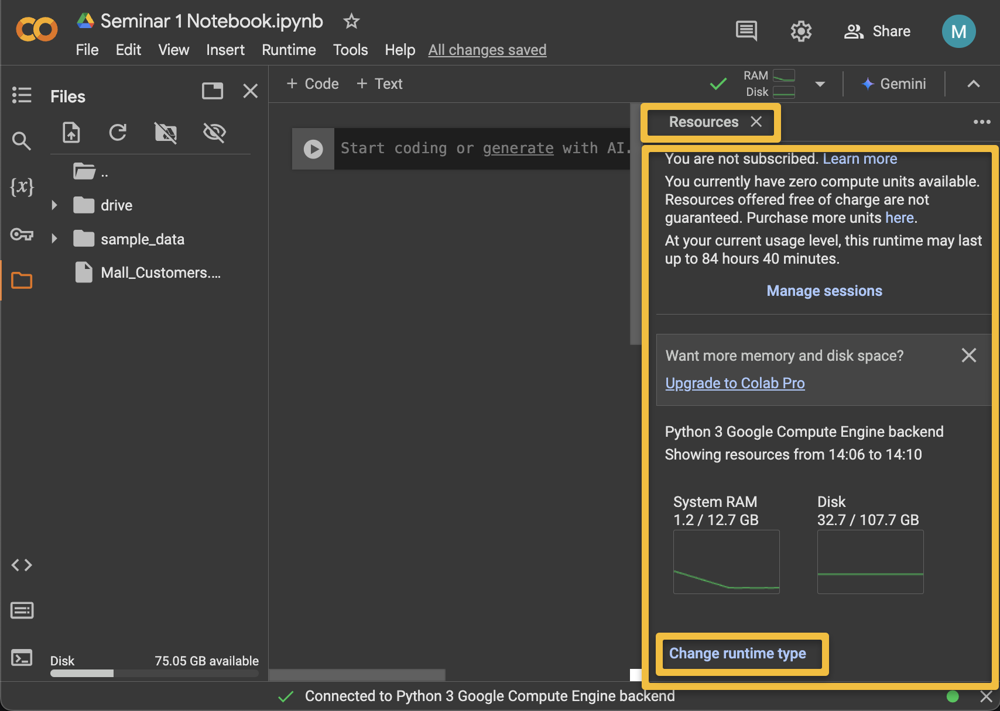 Seminar 1 Notebook.ipynb
File Edit View Insert Runtime Tools Help All changes saved
Share
M
Files
+ Code + Text
RAM
Disk
Gemini
..
drive
sample_data
Mall_Customers....
Disk 75.05 GB available
{x}
Start coding or generate with AI.
Resources
You are not subscribed. Learn more
You currently have zero compute units available.
Resources offered free of charge are not
guaranteed. Purchase more units here.
At your current usage level, this runtime may last
up to 84 hours 40 minutes.
Manage sessions
Want more memory and disk space?
Upgrade to Colab Pro
Python 3 Google Compute Engine backend
Showing resources from 14:06 to 14:10
System RAM
1.2 / 12.7 GB
Disk
32.7 / 107.7 GB
Change runtime type
Connected to Python 3 Google Compute Engine backend